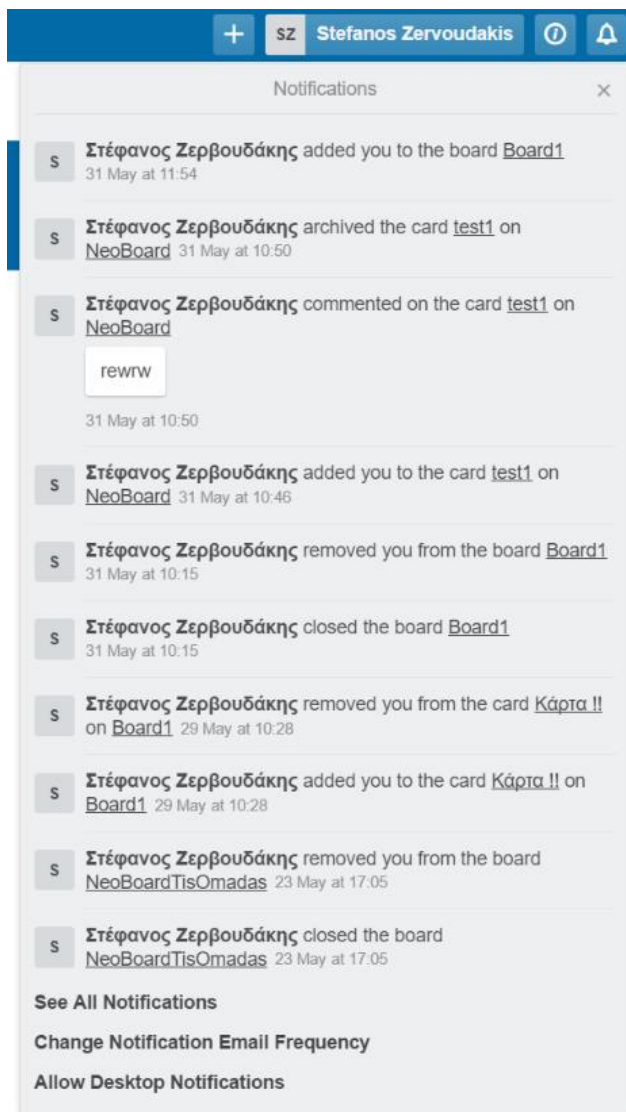 SZ Stefanos Zervoudakis
Notifications
S Στέφανος Ζερβουδάκης added you to the board Board1
31 May at 11:54
S Στέφανος Ζερβουδάκης archived the card test1 on
NeoBoard 31 May at 10:50
S Στέφανος Ζερβουδάκης commented on the card test1 on
NeoBoard
rewrw
31 May at 10:50
S Στέφανος Ζερβουδάκης added you to the card test1 on
NeoBoard 31 May at 10:46
S Στέφανος Ζερβουδάκης removed you from the board Board1
31 May at 10:15
S Στέφανος Ζερβουδάκης closed the board Board1
31 May at 10:15
S Στέφανος Ζερβουδάκης removed you from the card Κάρτα !!
on Board1 29 May at 10:28
S Στέφανος Ζερβουδάκης added you to the card Κάρτα !! on
Board1 29 May at 10:28
S Στέφανος Ζερβουδάκης removed you from the board
NeoBoardTisOmadas 23 May at 17:05
S Στέφανος Ζερβουδάκης closed the board
NeoBoardTisOmadas 23 May at 17:05
See All Notifications
Change Notification Email Frequency
Allow Desktop Notifications